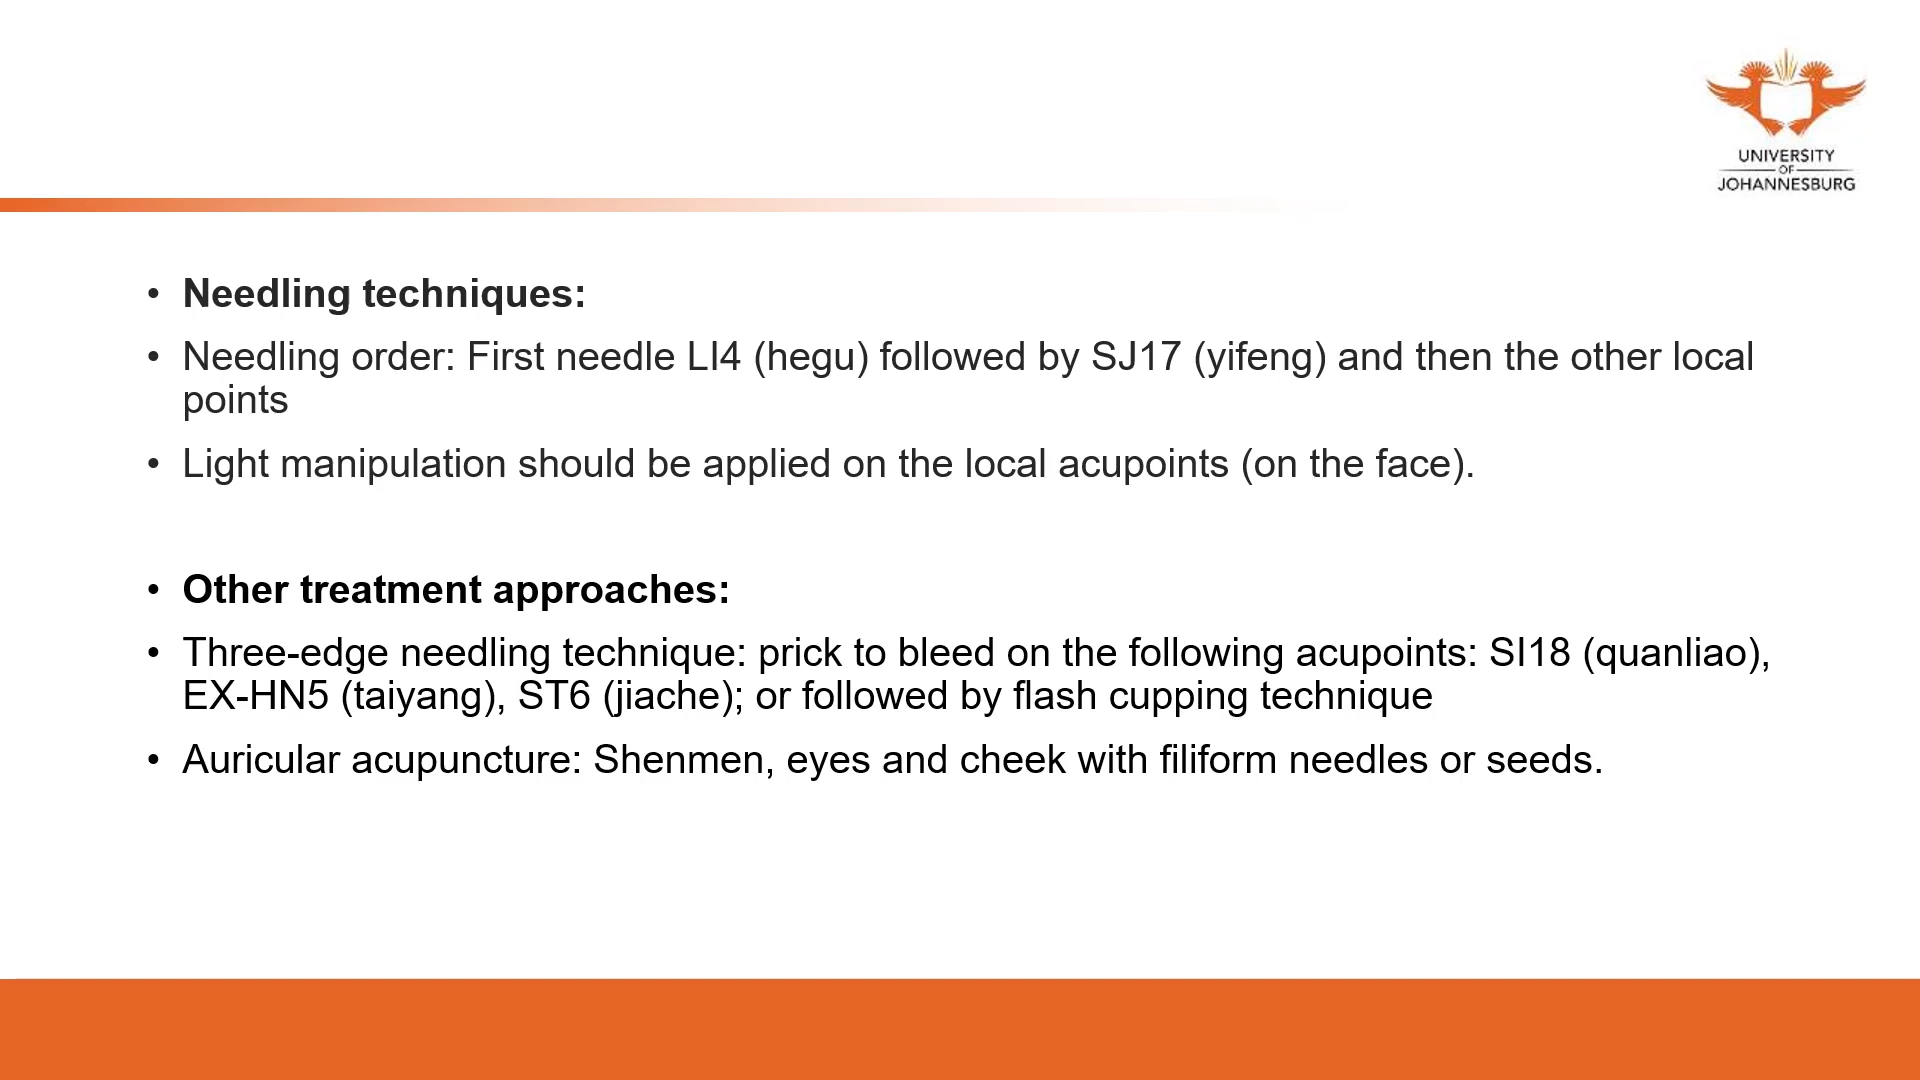 UNIVERSITY
OF
JOHANNESBURG
• Needling techniques:
• Needling order: First needle LI4 (hegu) followed by SJ17 (yifeng) and then the other local
points
• Light manipulation should be applied on the local acupoints (on the face).
• Other treatment approaches:
• Three-edge needling technique: prick to bleed on the following acupoints: SI18 (quanliao),
EX-HN5 (taiyang), ST6 (jiache); or followed by flash cupping technique
• Auricular acupuncture: Shenmen, eyes and cheek with filiform needles or seeds.